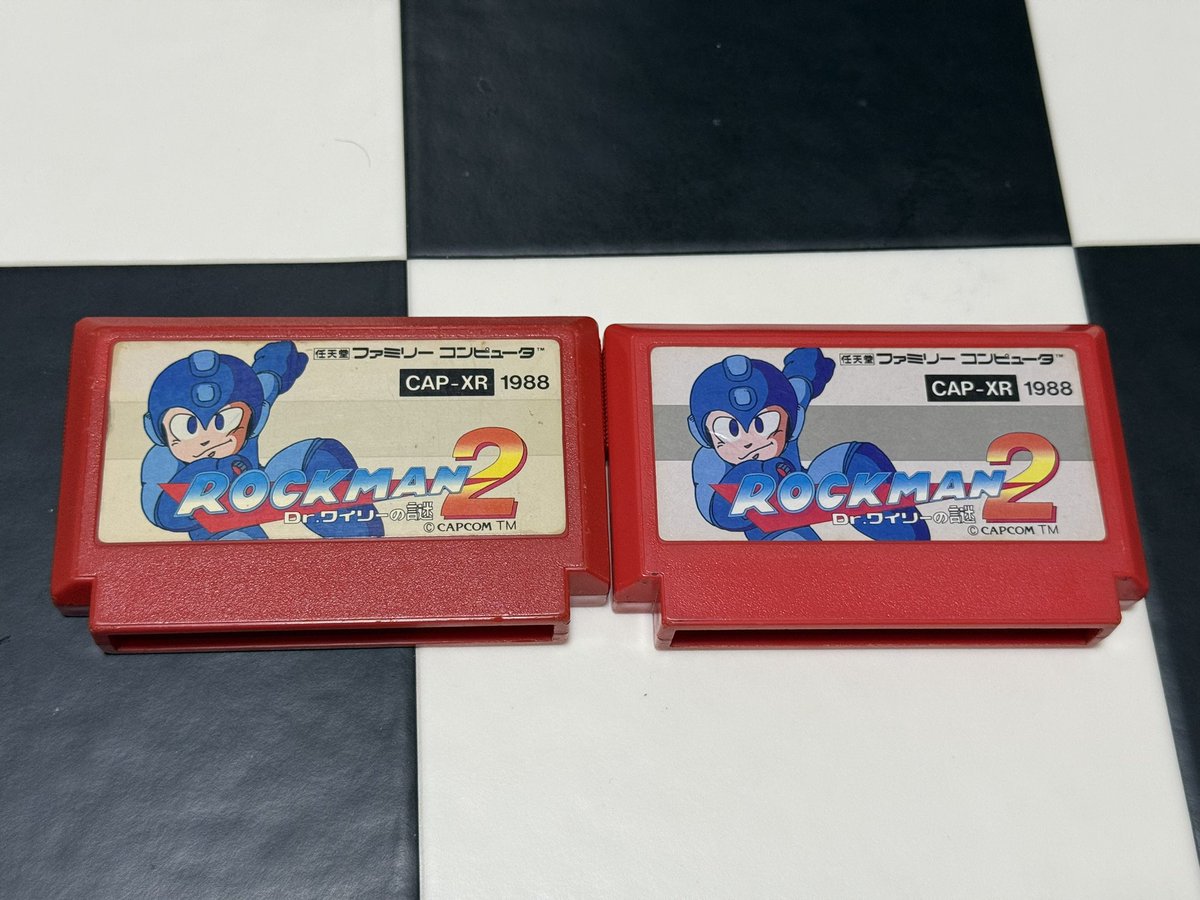 任天堂 ファミリー コンピュータ™
CAP-XR 1988
ROCKMAN 2
Dr.ワイリーの謎
©CAPCOM TM
任天堂 ファミリー コンピュータ™
CAP-XR 1988
ROCKMAN 2
Dr.ワイリーの謎
©CAPCOM TM